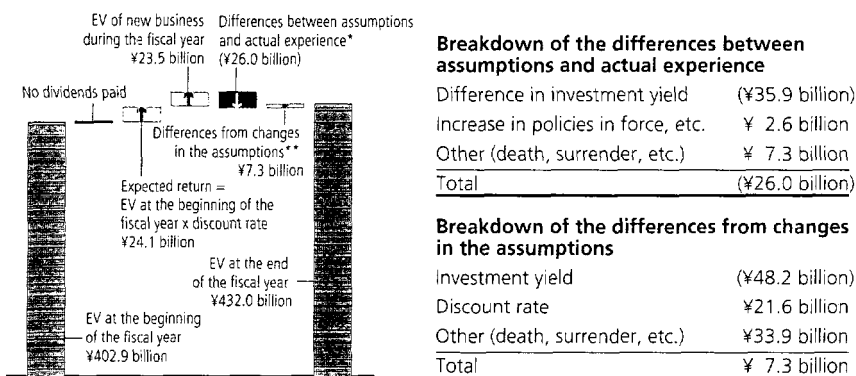 EV of new business
during the fiscal year
¥23.5 billion
Differences between assumptions
and actual experience*
(¥26.0 billion)
No dividends paid
Differences from changes
in the assumptions**
¥7.3 billion
Expected return =
EV at the beginning of the
fiscal year x discount rate
¥24.1 billion
EV at the end
of the fiscal year
¥432.0 billion
EV at the beginning
of the fiscal year
¥402.9 billion
Breakdown of the differences between
assumptions and actual experience
Difference in investment yield (¥35.9 billion)
Increase in policies in force, etc. ¥ 2.6 billion
Other (death, surrender, etc.) ¥ 7.3 billion
Total (¥26.0 billion)
Breakdown of the differences from changes
in the assumptions
Investment yield (¥48.2 billion)
Discount rate ¥21.6 billion
Other (death, surrender, etc.) ¥33.9 billion
Total ¥ 7.3 billion